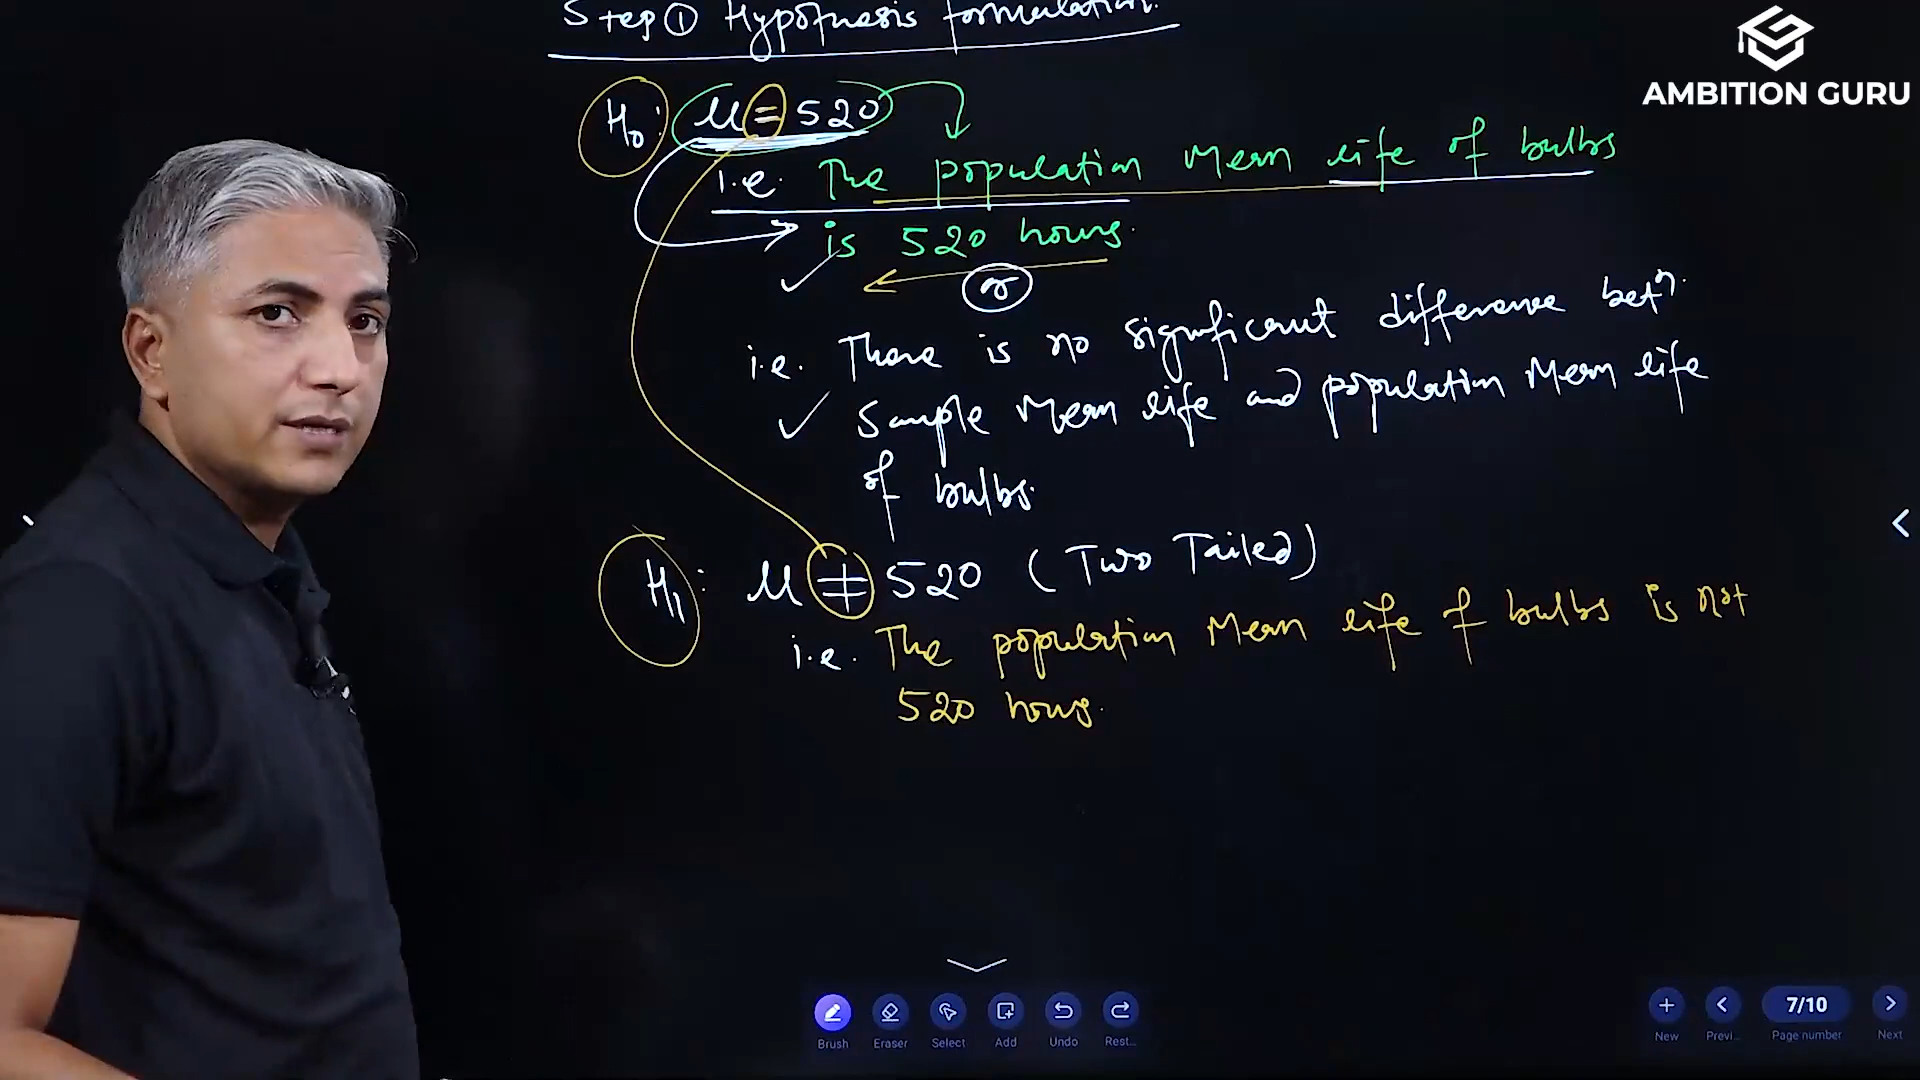 Step ① Hypothesis formulation.
AMBITION GURU
H₀: μ = 520
i.e. The population Mean life of bulbs
is 520 hours.
or
i.e. There is no significant difference betn.
Sample Mean life and population Mean life
of bulbs.
H₁: μ ≠ 520 (Two Tailed)
i.e. The population Mean life of bulbs is not
520 hours.
Brush Eraser Select Add Undo Rest...
New Previ... 7/10 Page number Next